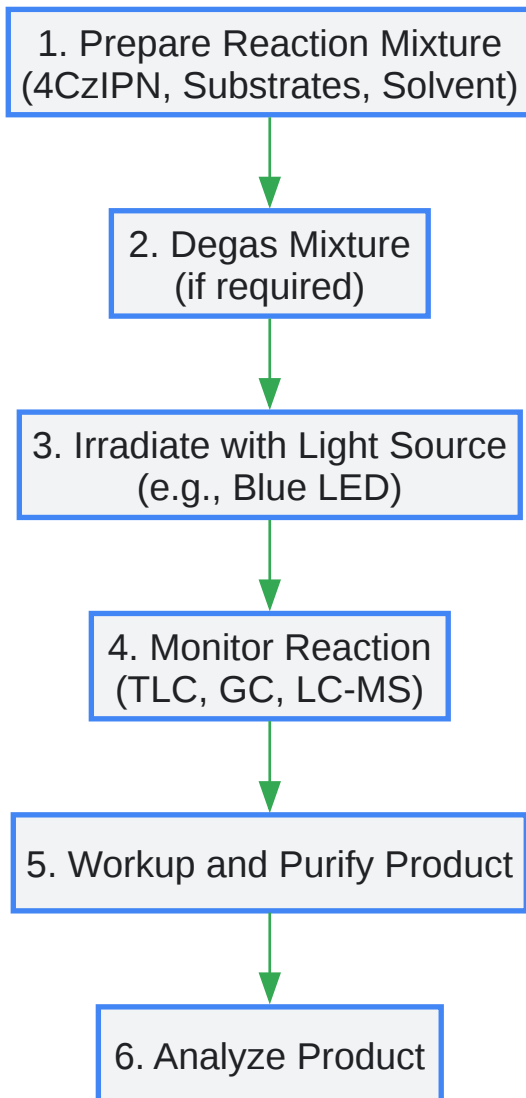 1. Prepare Reaction Mixture
(4CzIPN, Substrates, Solvent)
2. Degas Mixture
(if required)
3. Irradiate with Light Source
(e.g., Blue LED)
4. Monitor Reaction
(TLC, GC, LC-MS)
5. Workup and Purify Product
6. Analyze Product